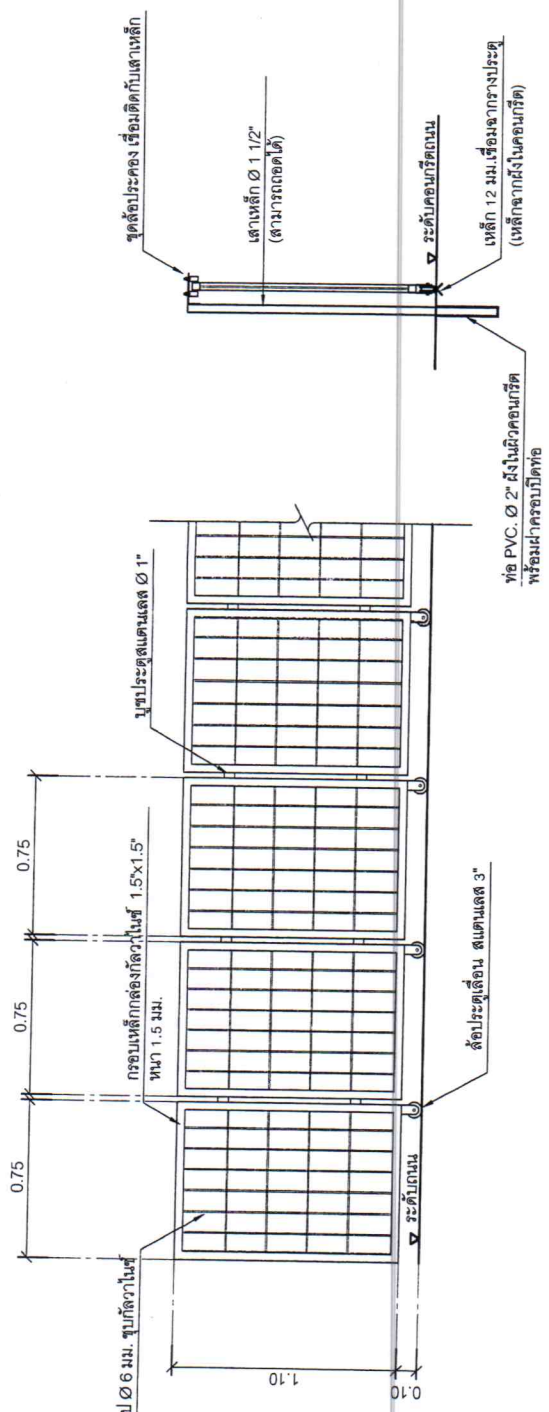 0.75
0.75
0.75
ป Ø 6 มม. ชุบกัลวาไนซ์
กรอบเหล็กกล่องกัลวาไนซ์ 1.5"x1.5"
หนา 1.5 มม.
บูชประตูสแตนเลส Ø 1"
1.10
0.10
ระดับถนน
ล้อประตูเลื่อน สแตนเลส 3"
ชุดล้อประคอง เชื่อมติดกับเสาเหล็ก
เสาเหล็ก Ø 1 1/2"
(สามารถถอดได้)
ระดับคอนกรีตถนน
เหล็ก 12 มม.เชื่อมฉากรางประตู
(เหล็กฉากฝังในคอนกรีต)
ท่อ PVC. Ø 2" ฝังในผิวคอนกรีต
พร้อมฝาครอบปิดท่อ